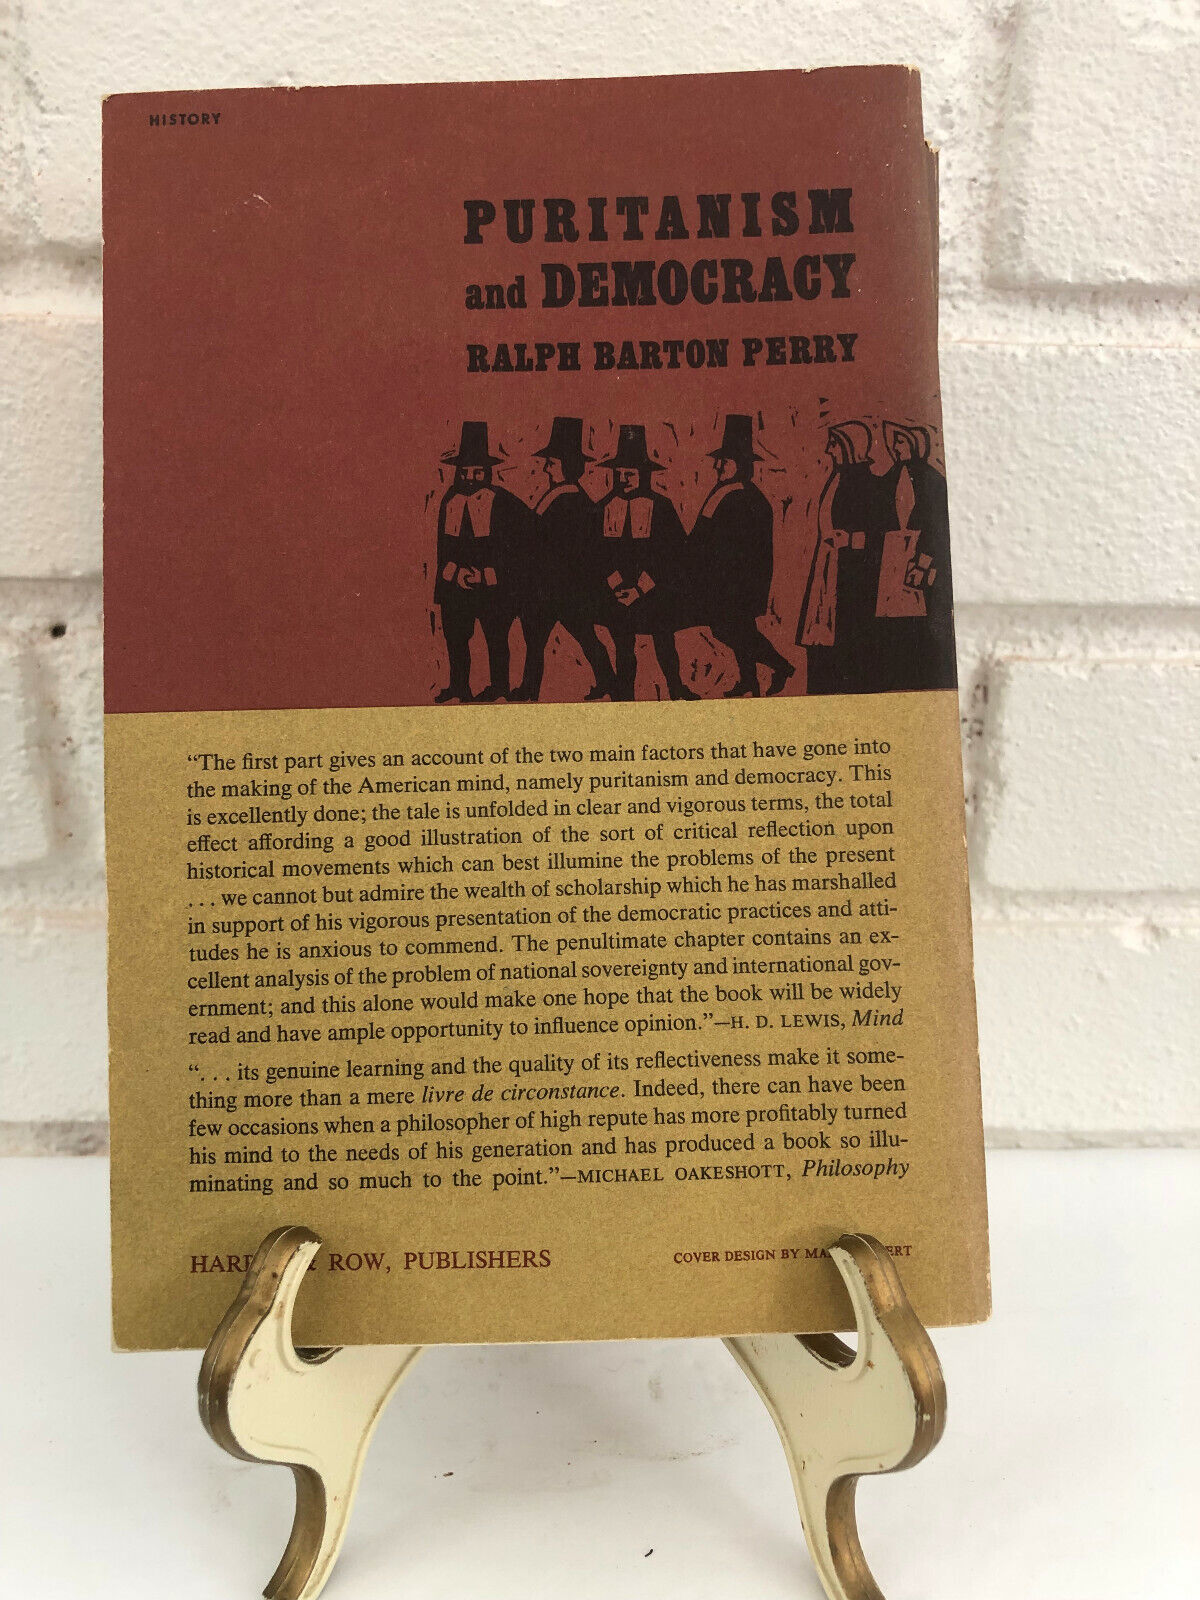 HISTORY
PURITANISM
and DEMOCRACY
RALPH BARTON PERRY
“The first part gives an account of the two main factors that have gone into
the making of the American mind, namely puritanism and democracy. This
is excellently done; the tale is unfolded in clear and vigorous terms, the total
effect affording a good illustration of the sort of critical reflection upon
historical movements which can best illumine the problems of the present
. . . we cannot but admire the wealth of scholarship which he has marshalled
in support of his vigorous presentation of the democratic practices and atti-
tudes he is anxious to commend. The penultimate chapter contains an ex-
cellent analysis of the problem of national sovereignty and international gov-
ernment; and this alone would make one hope that the book will be widely
read and have ample opportunity to influence opinion.”—H. D. LEWIS, Mind
“. . . its genuine learning and the quality of its reflectiveness make it some-
thing more than a mere livre de circonstance. Indeed, there can have been
few occasions when a philosopher of high repute has more profitably turned
his mind to the needs of his generation and has produced a book so illu-
minating and so much to the point.”—MICHAEL OAKESHOTT, Philosophy
ROW, PUBLISHERS
COVER DESIGN BY